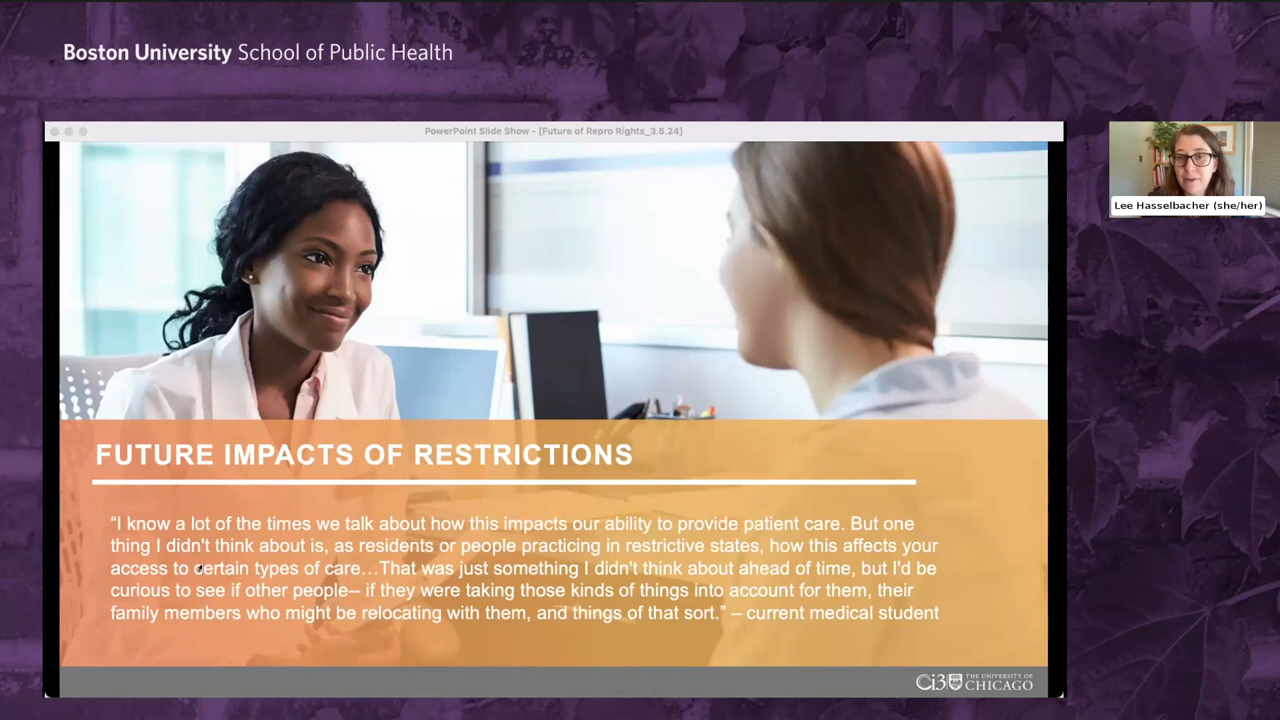 Boston University School of Public Health
PowerPoint Slide Show - [Future of Repro Rights_3.5.24]
Lee Hasselbacher (she/her)
FUTURE IMPACTS OF RESTRICTIONS
“I know a lot of the times we talk about how this impacts our ability to provide patient care. But one
thing I didn't think about is, as residents or people practicing in restrictive states, how this affects your
access to certain types of care…That was just something I didn't think about ahead of time, but I'd be
curious to see if other people-- if they were taking those kinds of things into account for them, their
family members who might be relocating with them, and things of that sort.” – current medical student
Ci3
THE UNIVERSITY OF
CHICAGO